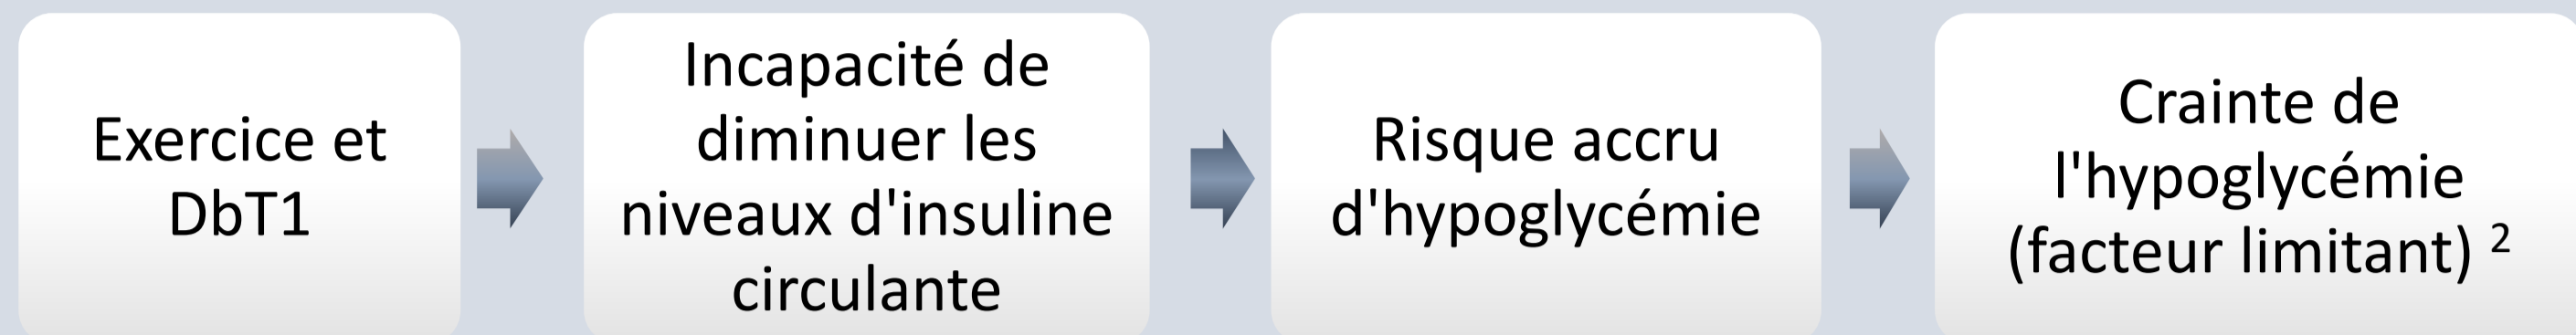 Exercice et
DbT1
Incapacité de
diminuer les
niveaux d'insuline
circulante
Risque accru
d'hypoglycémie
Crainte de
l'hypoglycémie
(facteur limitant) ²